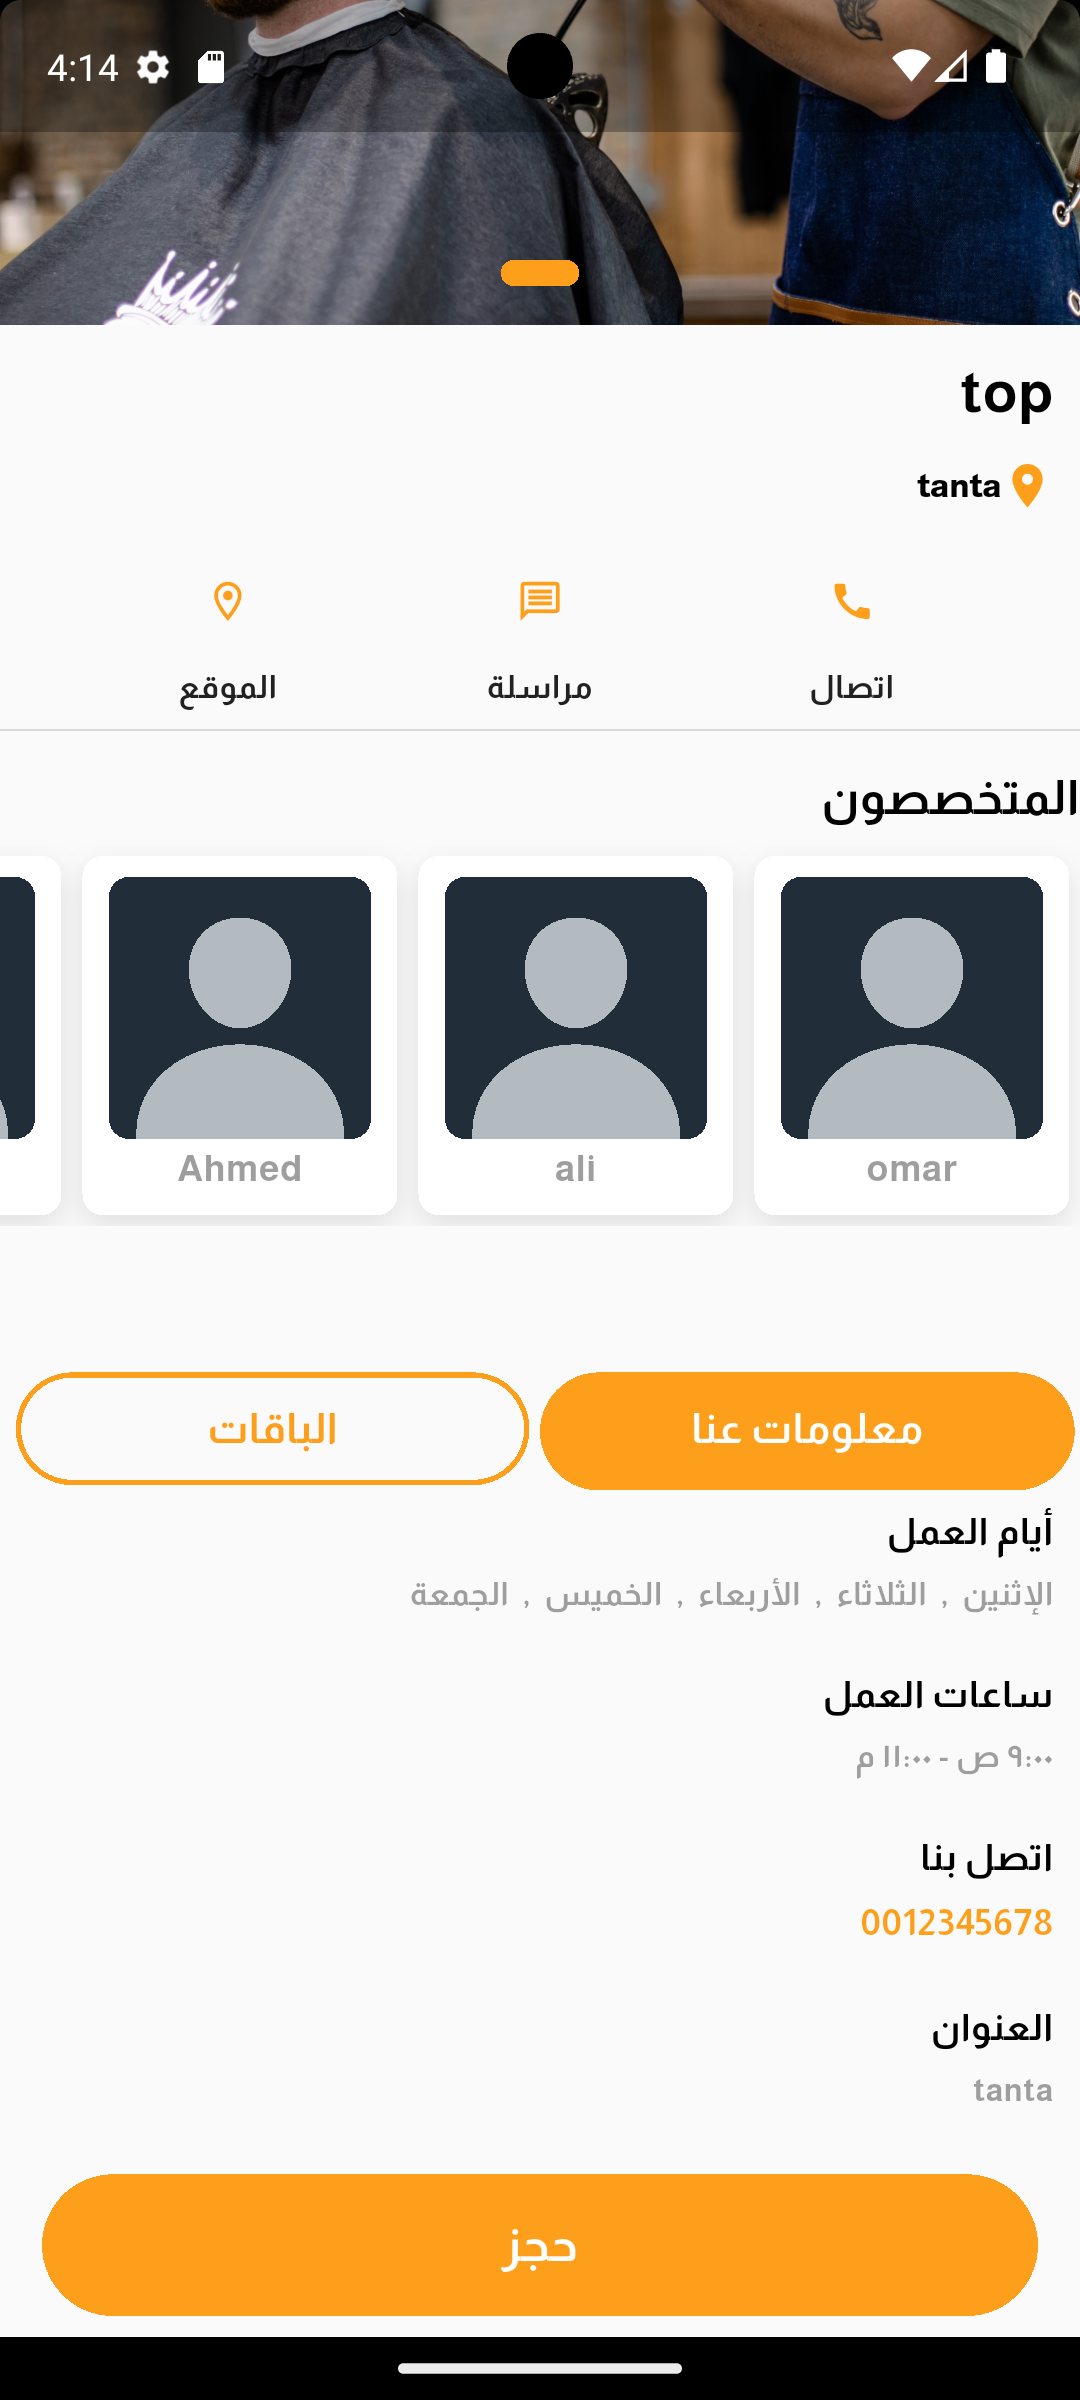 4:14
top
tanta
اتصال مراسلة الموقع
المتخصصون
omar ali Ahmed
معلومات عنا الباقات
أيام العمل
الإثنين , الثلاثاء , الأربعاء , الخميس , الجمعة
ساعات العمل
٩:٠٠ ص - ١١:٠٠ م
اتصل بنا
0012345678
العنوان
tanta
حجز